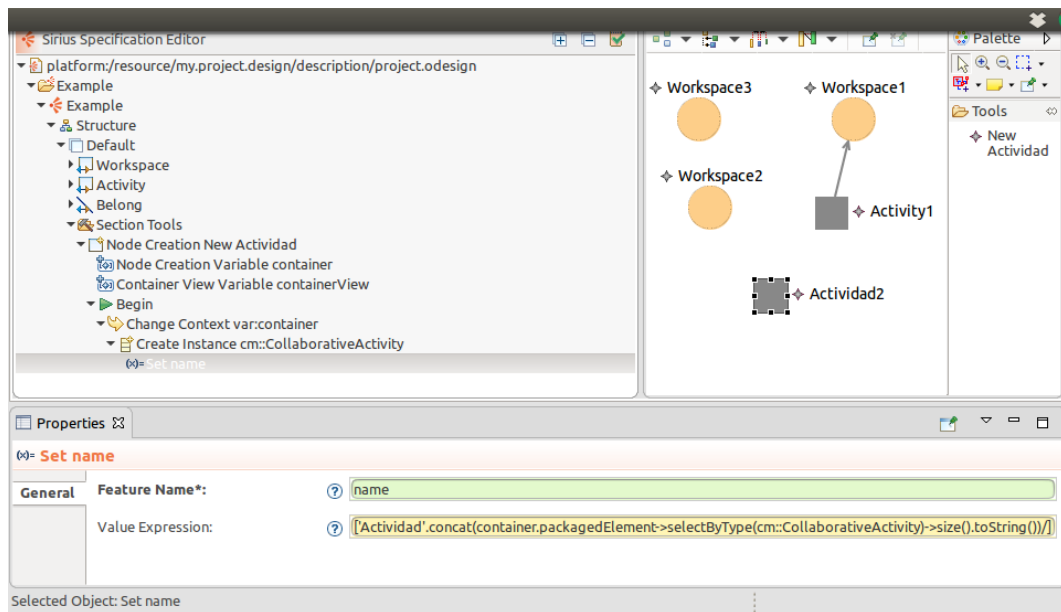 Sirius Specification Editor
platform:/resource/my.project.design/description/project.odesign
Example
Example
Structure
Default
Workspace
Activity
Belong
Section Tools
Node Creation New Actividad
Node Creation Variable container
Container View Variable containerView
Begin
Change Context var:container
Create Instance cm::CollaborativeActivity
(x)= Set name
Workspace3
Workspace1
Workspace2
Activity1
Actividad2
Palette
Tools
New
Actividad
Properties
(x)= Set name
General
Feature Name*:
name
Value Expression:
['Actividad'.concat(container.packagedElement->selectByType(cm::CollaborativeActivity)->size().toString())/]
Selected Object: Set name